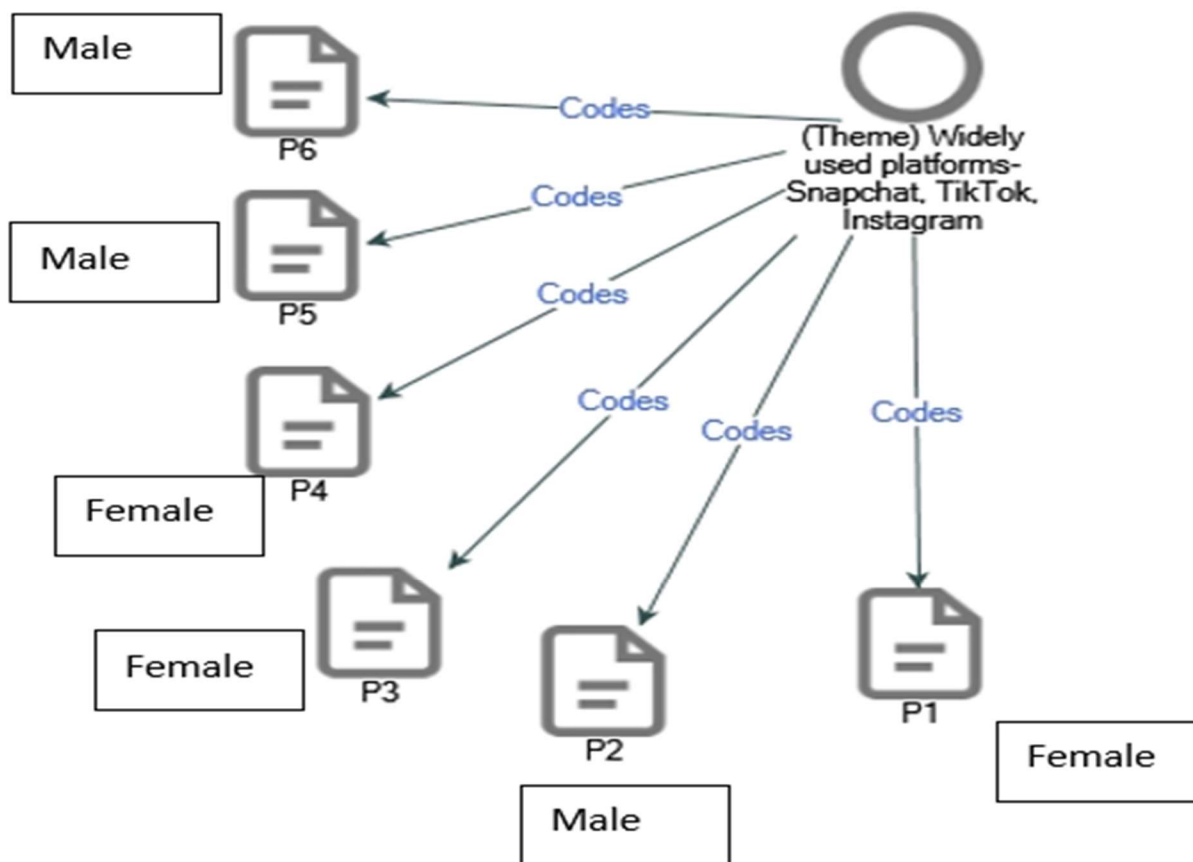 Male
P6
Codes
(Theme) Widely
used platforms-
Snapchat, TikTok,
Instagram
Male
P5
Codes
Codes
Female
P4
Codes
Codes
Codes
Female
P3
P2
Male
P1
Female